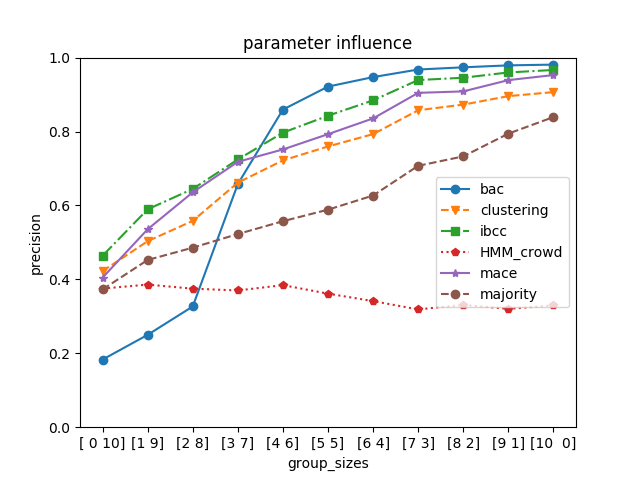 parameter influence
1.0
0.8
0.6
0.4
0.2
0.0
precision
bac
clustering
ibcc
HMM_crowd
mace
majority
[ 0 10] [1 9] [2 8] [3 7] [4 6] [5 5] [6 4] [7 3] [8 2] [9 1] [10  0]
group_sizes